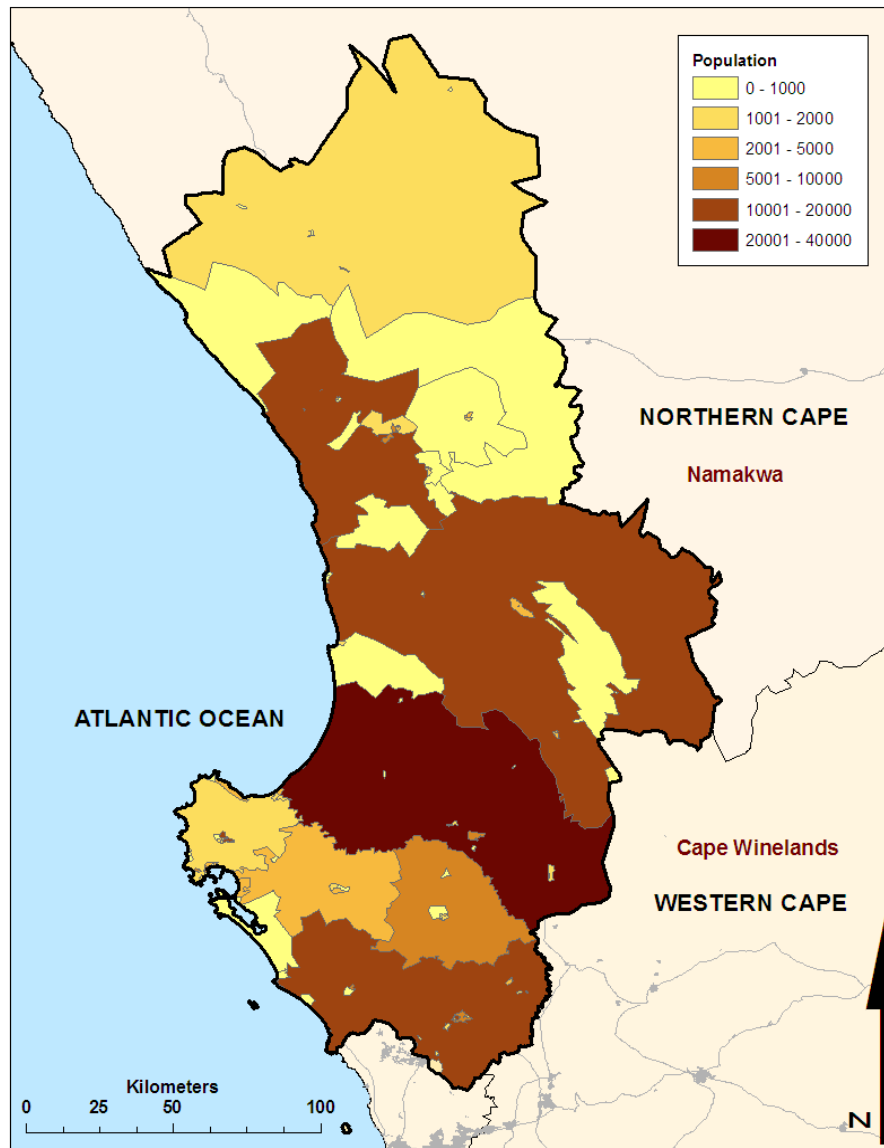 Population
0 - 1000
1001 - 2000
2001 - 5000
5001 - 10000
10001 - 20000
20001 - 40000
NORTHERN CAPE
Namakwa
ATLANTIC OCEAN
Cape Winelands
WESTERN CAPE
Kilometers
0 25 50 100
N